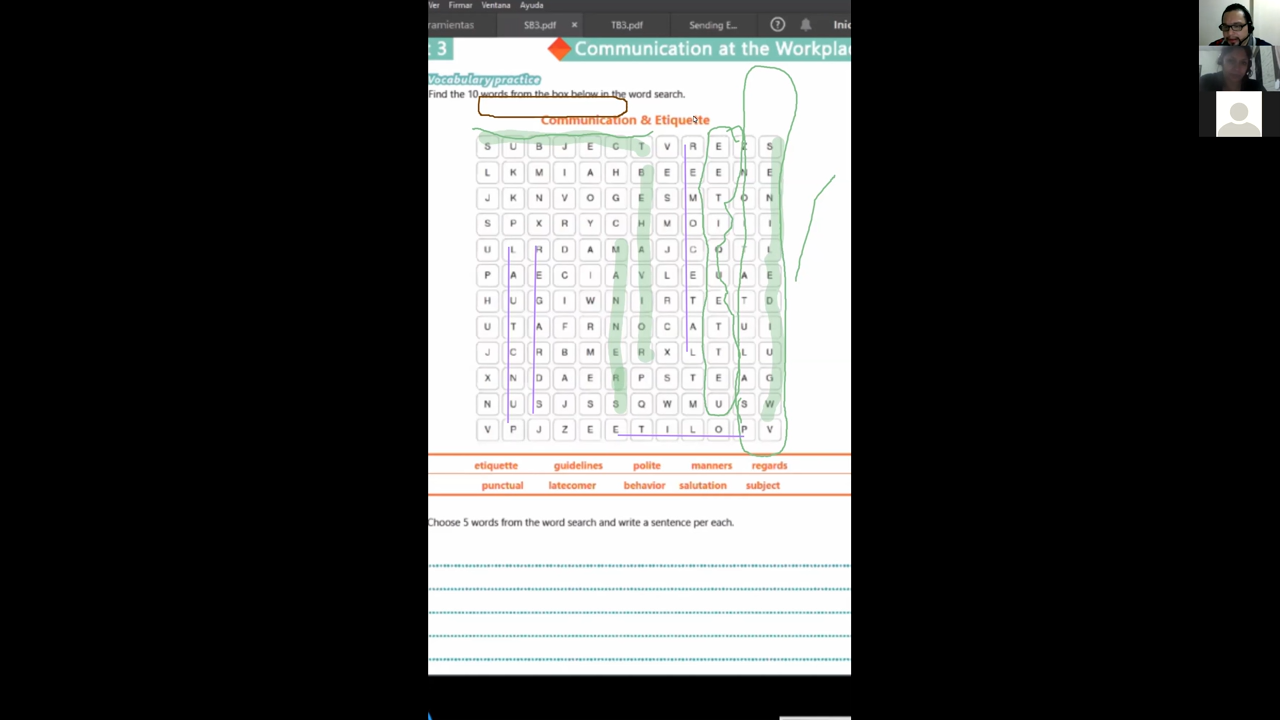 Ver Firmar Ventana Ayuda
ramientas SB3.pdf × TB3.pdf Sending E... ? Inic
t 3 Communication at the Workplac
Vocabulary practice
Find the 10 words from the box below in the word search.
Communication & Etiquette
S U B J E C T V R E Z S
L K M I A H B E E E N E
J K N V O G E S M T O N
S P X R Y C H M O I I I
U L R D A M A J C Q T L
P A E C I A V L E U A E
H U G I W N I R T E T D
U T A F R N O C A T U I
J C R B M E R X L T L U
X N D A E R P S T E A G
N U S J S S Q W M U S W
V P J Z E E T I L O P V
etiquette guidelines polite manners regards
punctual latecomer behavior salutation subject
Choose 5 words from the word search and write a sentence per each.